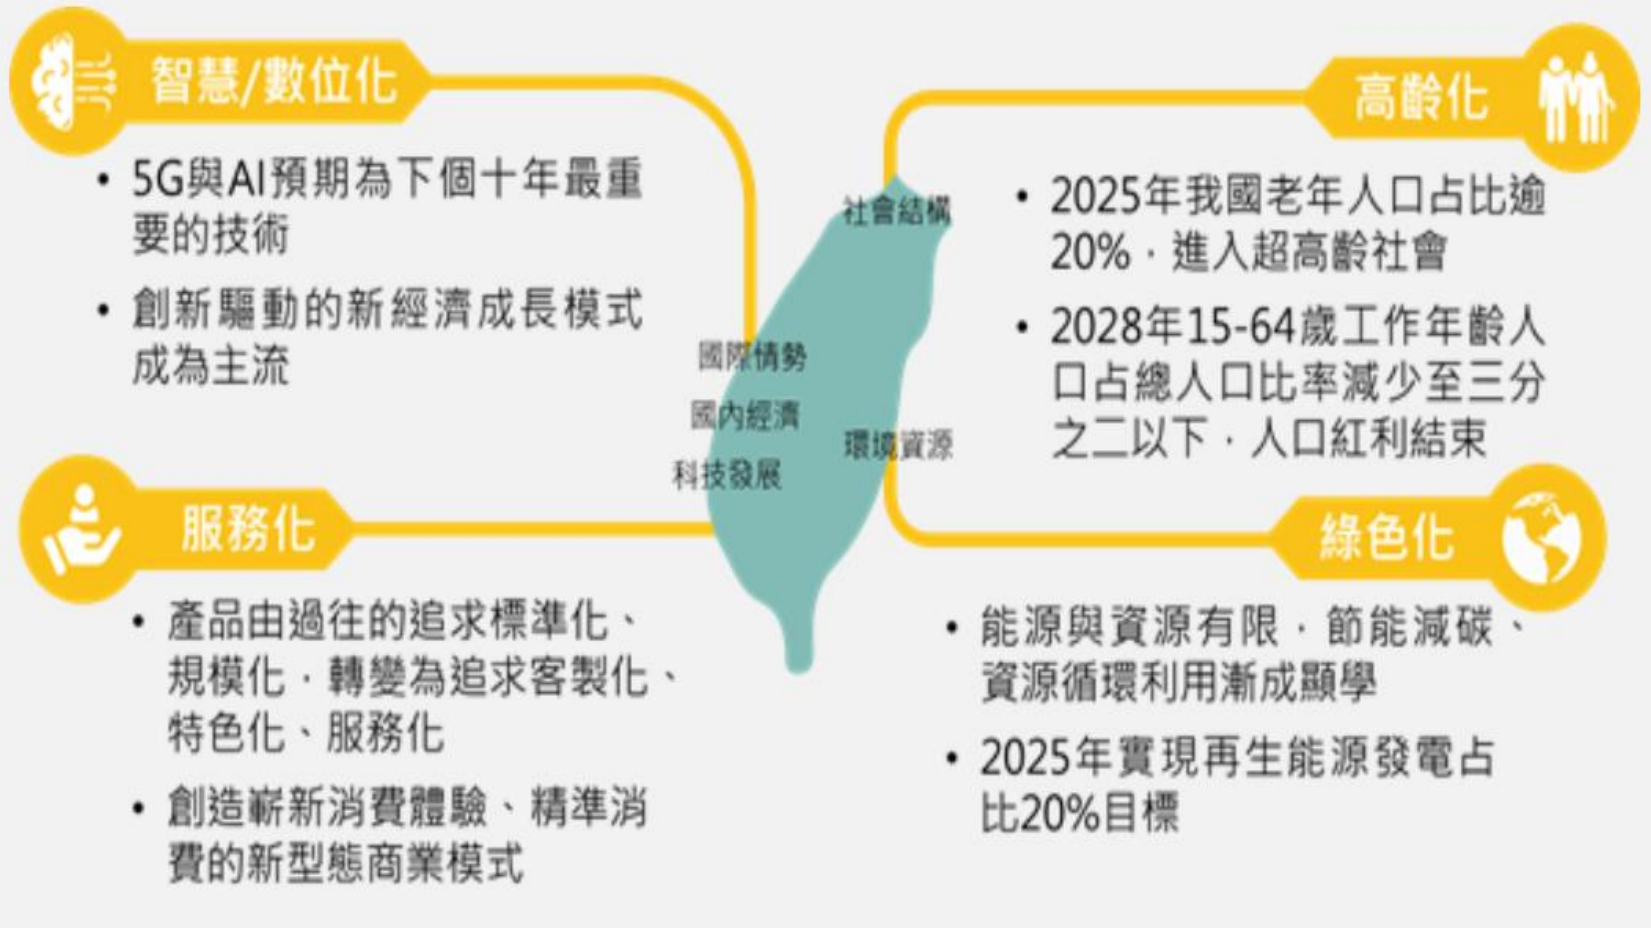 智慧/數位化
• 5G與AI預期為下個十年最重
要的技術
• 創新驅動的新經濟成長模式
成為主流
高齡化
• 2025年我國老年人口占比逾
20%，進入超高齡社會
• 2028年15-64歲工作年齡人
口占總人口比率減少至三分
之二以下，人口紅利結束
社會結構
國際情勢
國內經濟
科技發展
環境資源
服務化
• 產品由過往的追求標準化、
規模化，轉變為追求客製化、
特色化、服務化
• 創造嶄新消費體驗、精準消
費的新型態商業模式
綠色化
• 能源與資源有限，節能減碳、
資源循環利用漸成顯學
• 2025年實現再生能源發電占
比20%目標